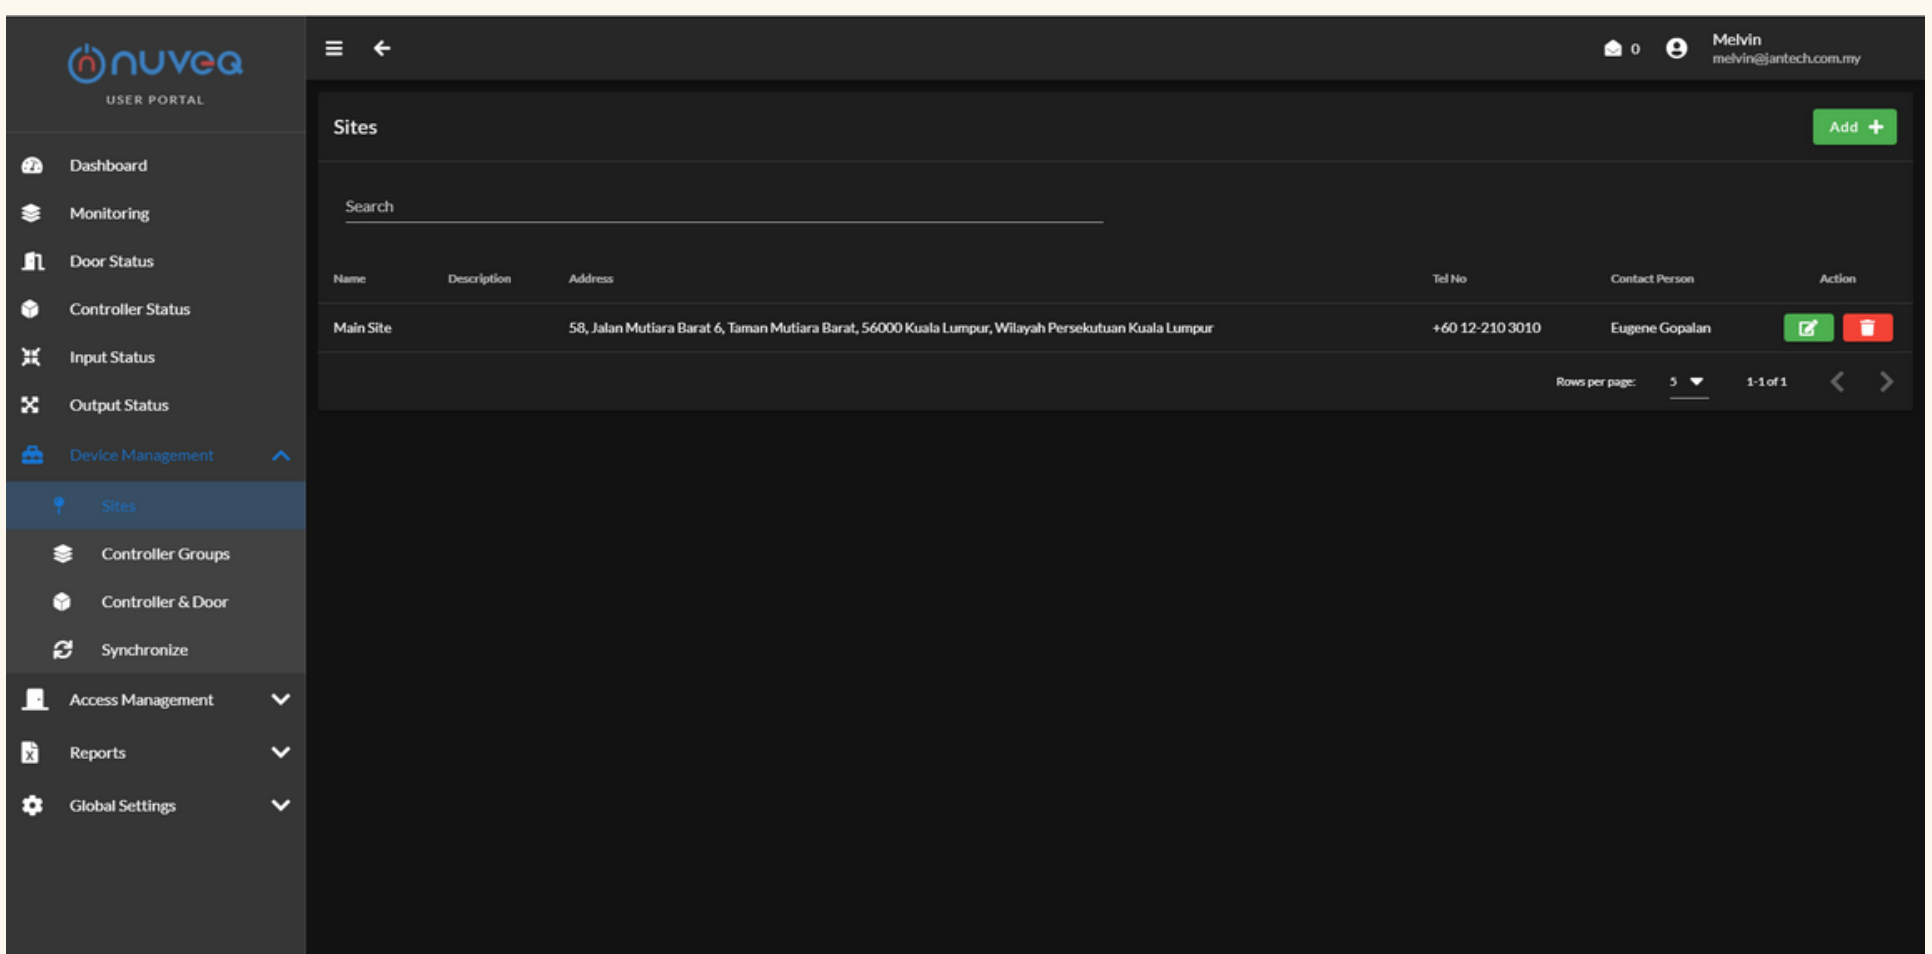 nuveq
USER PORTAL
Dashboard
Monitoring
Door Status
Controller Status
Input Status
Output Status
Device Management
Sites
Controller Groups
Controller & Door
Synchronize
Access Management
Reports
Global Settings
0
Melvin
melvin@jantech.com.my
Sites
Add +
Search
Name Description Address Tel No Contact Person Action
Main Site 58, Jalan Mutiara Barat 6, Taman Mutiara Barat, 56000 Kuala Lumpur, Wilayah Persekutuan Kuala Lumpur +60 12-210 3010 Eugene Gopalan
Rows per page: 5 1-1 of 1